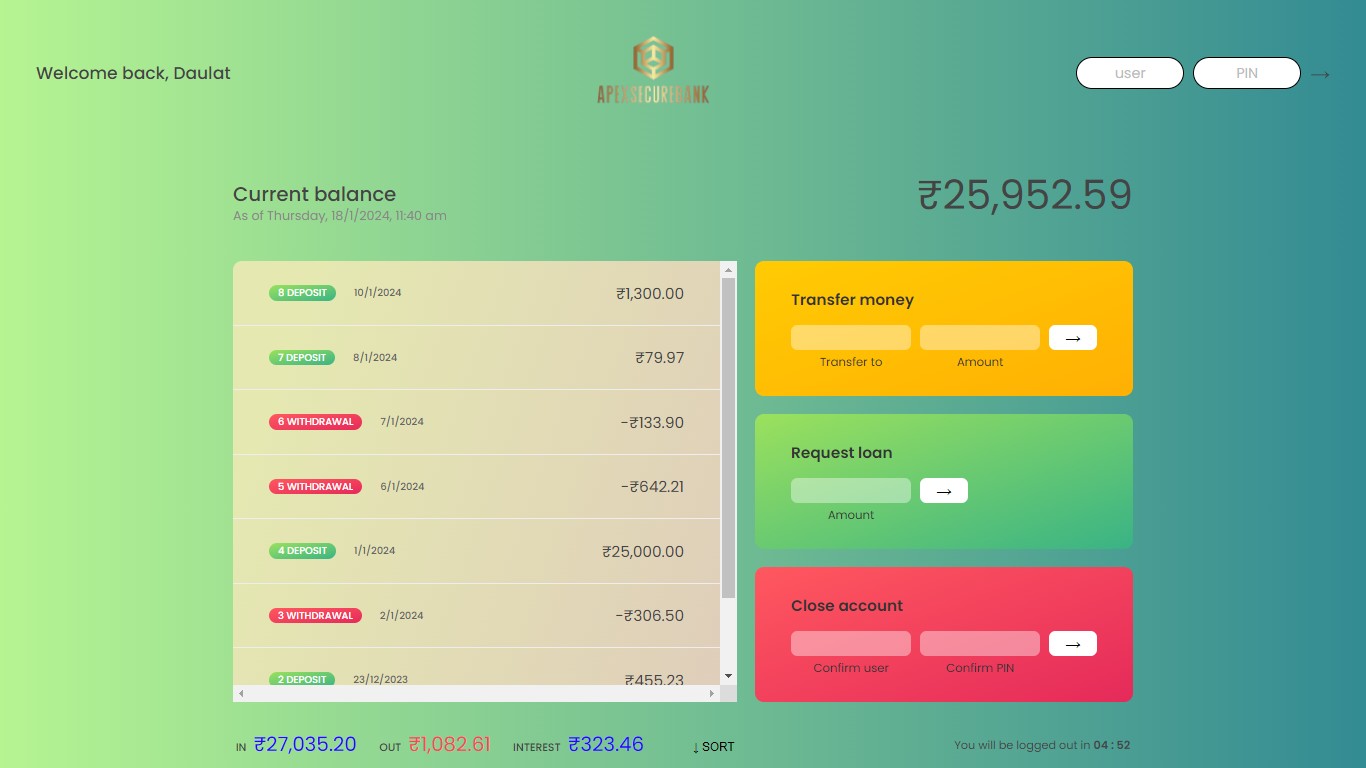 Welcome back, Daulat
APEXSECUREBANK
user
PIN
→
Current balance
As of Thursday, 18/1/2024, 11:40 am
₹25,952.59
8 DEPOSIT 10/1/2024 ₹1,300.00
7 DEPOSIT 8/1/2024 ₹79.97
6 WITHDRAWAL 7/1/2024 -₹133.90
5 WITHDRAWAL 6/1/2024 -₹642.21
4 DEPOSIT 1/1/2024 ₹25,000.00
3 WITHDRAWAL 2/1/2024 -₹306.50
2 DEPOSIT 23/12/2023 ₹455.23
Transfer money
→
Transfer to Amount
Request loan
→
Amount
Close account
→
Confirm user Confirm PIN
IN ₹27,035.20 OUT ₹1,082.61 INTEREST ₹323.46 ↓ SORT
You will be logged out in 04 : 52